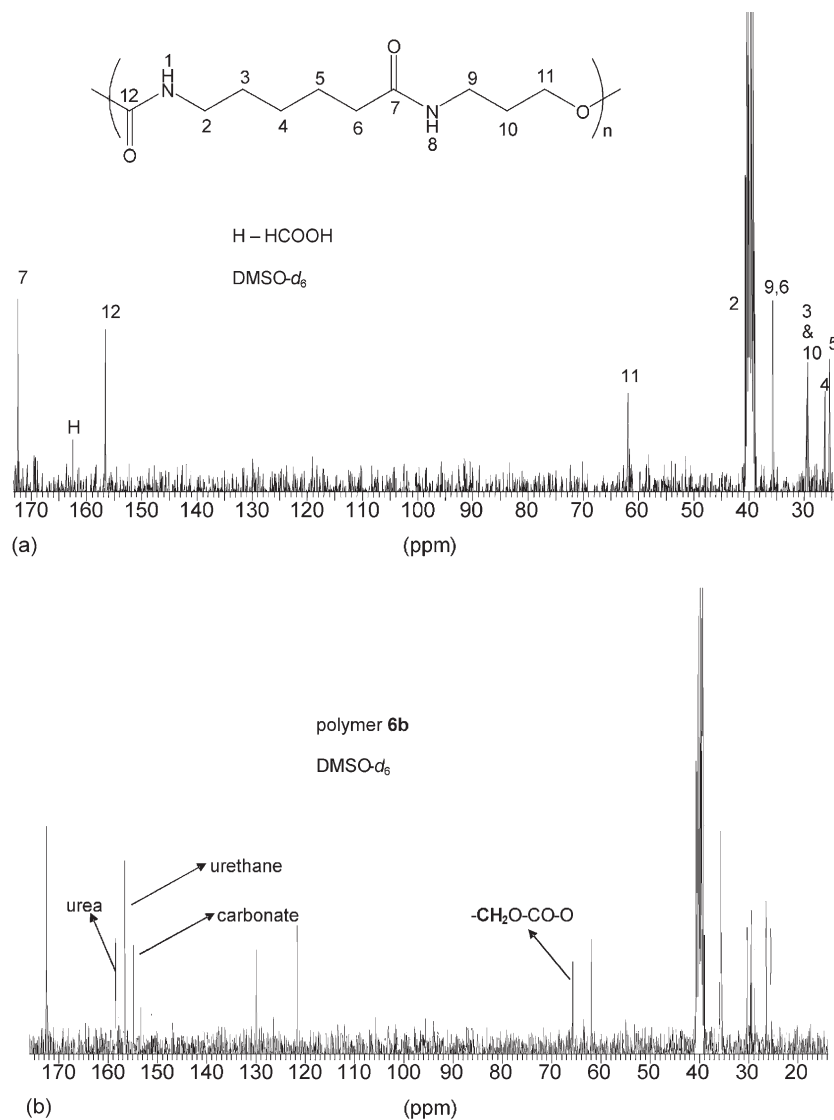 O
1
H
N
3
5
9
11
12
7
N
O
n
2
4
6
H
8
10
O
H – HCOOH
DMSO-d6
7
12
H
11
2
9,6
3
&
10
4
5
170 160 150 140 130 120 110 100 90 80 70 60 50 40 30
(a) (ppm)
polymer 6b
DMSO-d6
urethane
urea
carbonate
-CH2O-CO-O
170 160 150 140 130 120 110 100 90 80 70 60 50 40 30 20
(b) (ppm)